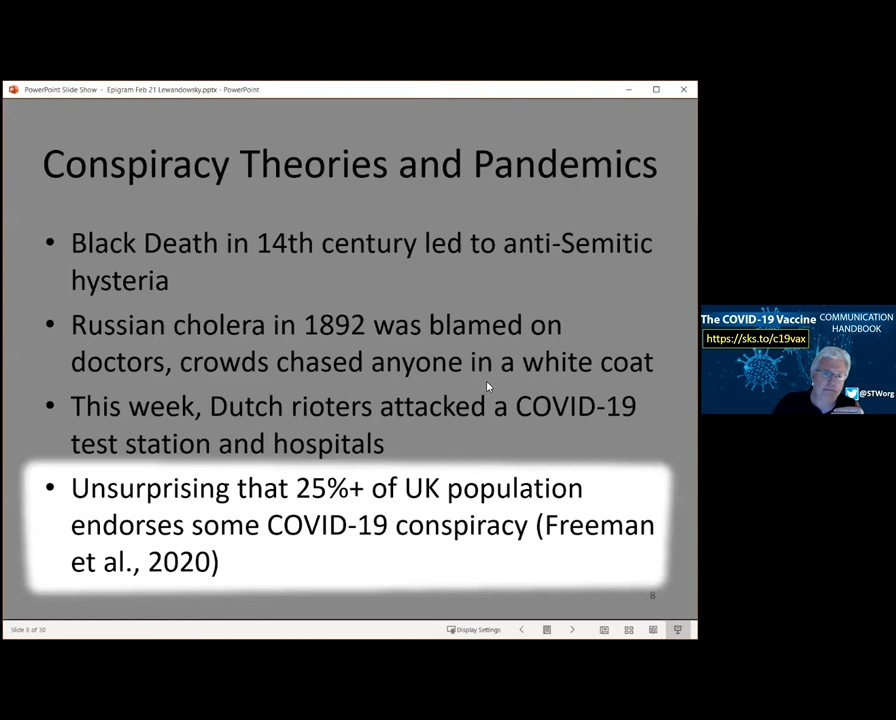 PowerPoint Slide Show - Epigram Feb 21 Lewandowsky.pptx - PowerPoint
Conspiracy Theories and Pandemics
• Black Death in 14th century led to anti-Semitic
hysteria
• Russian cholera in 1892 was blamed on
doctors, crowds chased anyone in a white coat
• This week, Dutch rioters attacked a COVID-19
test station and hospitals
• Unsurprising that 25%+ of UK population
endorses some COVID-19 conspiracy (Freeman
et al., 2020)
8
Slide 8 of 30
Display Settings
The COVID-19 Vaccine COMMUNICATION
HANDBOOK
https://sks.to/c19vax
@STWorg